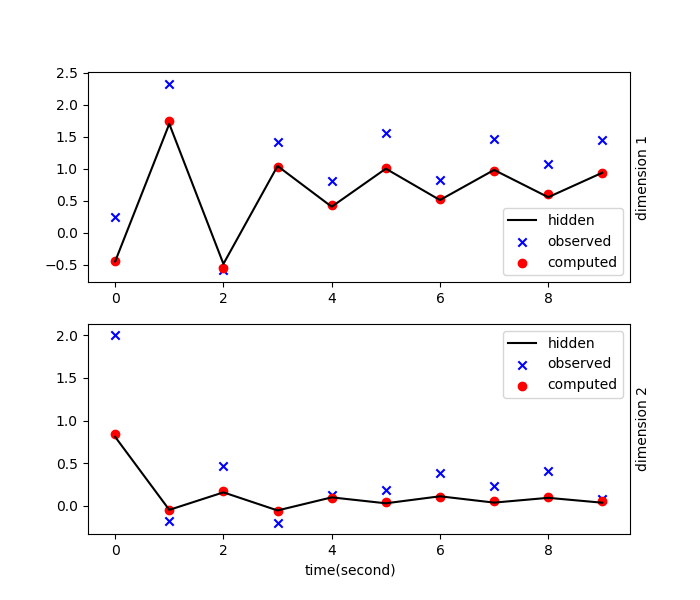 2.5
2.0
1.5
1.0
0.5
0.0
−0.5
0 2 4 6 8
dimension 1
hidden
observed
computed
2.0
1.5
1.0
0.5
0.0
0 2 4 6 8
time(second)
dimension 2
hidden
observed
computed